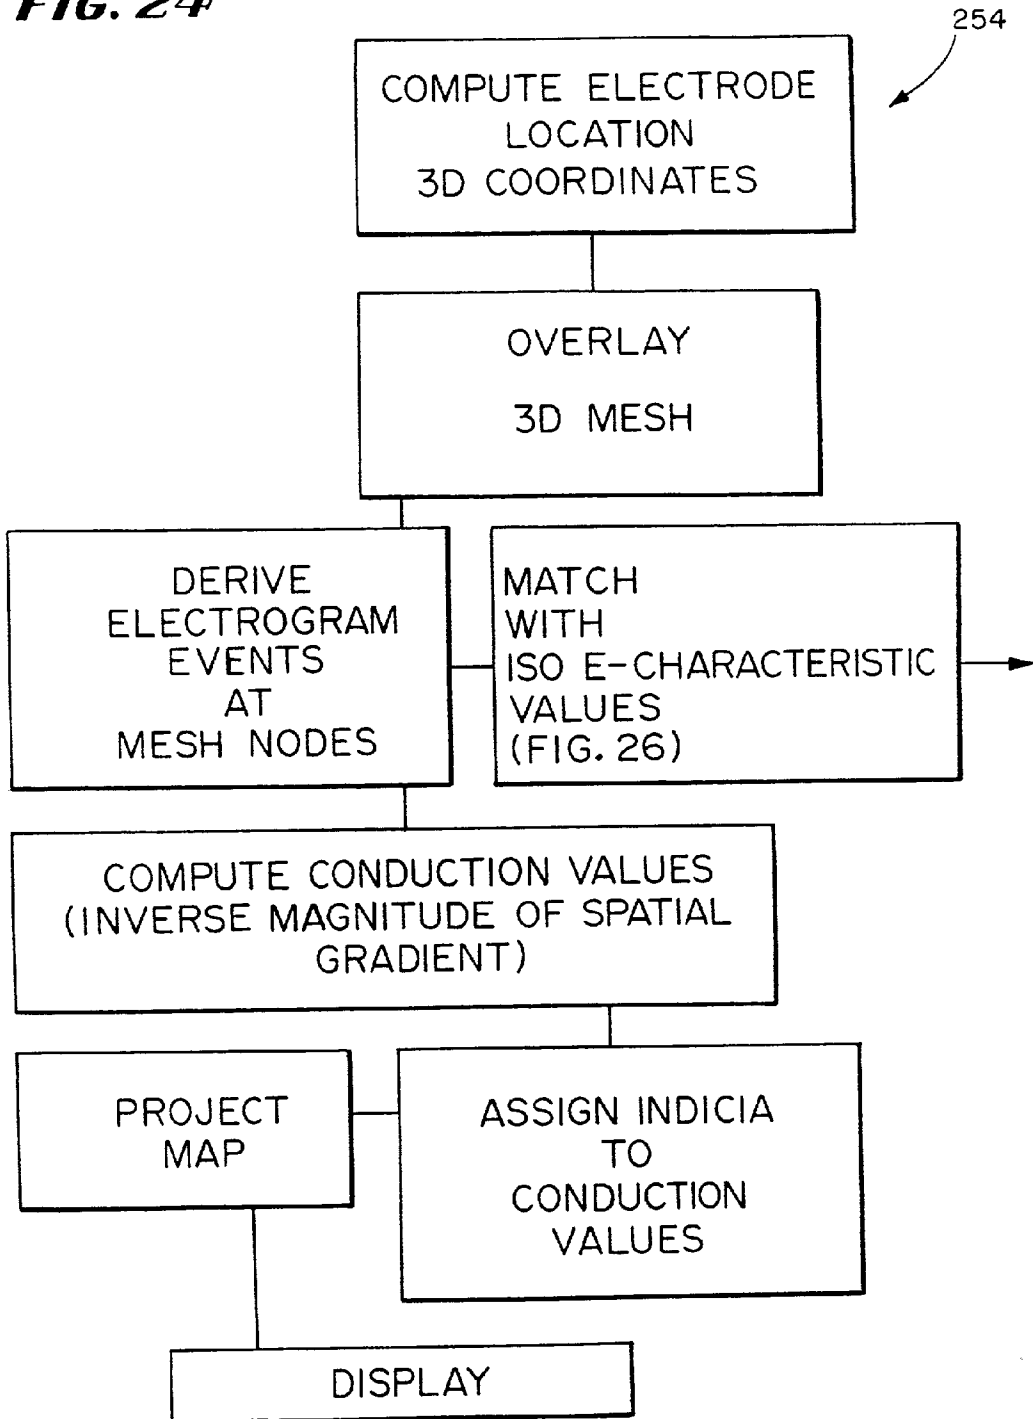 FIG. 24
254
COMPUTE ELECTRODE
LOCATION
3D COORDINATES
OVERLAY
3D MESH
DERIVE
ELECTROGRAM
EVENTS
AT
MESH NODES
MATCH
WITH
ISO E-CHARACTERISTIC
VALUES
(FIG. 26)
COMPUTE CONDUCTION VALUES
(INVERSE MAGNITUDE OF SPATIAL
GRADIENT)
PROJECT
MAP
ASSIGN INDICIA
TO
CONDUCTION
VALUES
DISPLAY